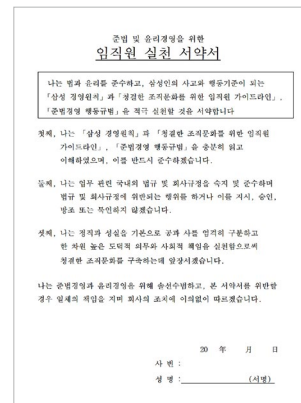 준법 및 윤리경영을 위한
임직원 실천 서약서
나는 법과 윤리를 준수하고, 삼성인의 사고와 행동기준이 되는
「삼성 경영원칙」과「청결한 조직문화를 위한 임직원 가이드라인」,
「준법경영 행동규범」을 적극 실천할 것을 서약합니다
첫째, 나는 「삼성 경영원칙」과 「청결한 조직문화를 위한 임직원
가이드라인」, 「준법경영 행동규범」을 충분히 읽고
이해하였으며, 이를 반드시 준수하겠습니다.
둘째, 나는 업무 관련 국내외 법규 및 회사규정을 숙지 및 준수하며
법규 및 회사규정에 위반되는 행위를 하거나 이를 지시, 승인,
방조 또는 묵인하지 않겠습니다.
셋째, 나는 정직과 성실을 기본으로 공과 사를 엄격히 구분하고
한 차원 높은 도덕적 의무와 사회적 책임을 실천함으로써
청결한 조직문화를 구축하는데 앞장서겠습니다.
나는 준법경영과 윤리경영을 위해 솔선수범하고, 본 서약서를 위반할
경우 일체의 책임을 지며 회사의 조치에 이의없이 따르겠습니다.
20 년 월 일
사 번 :
성 명 : (서명)